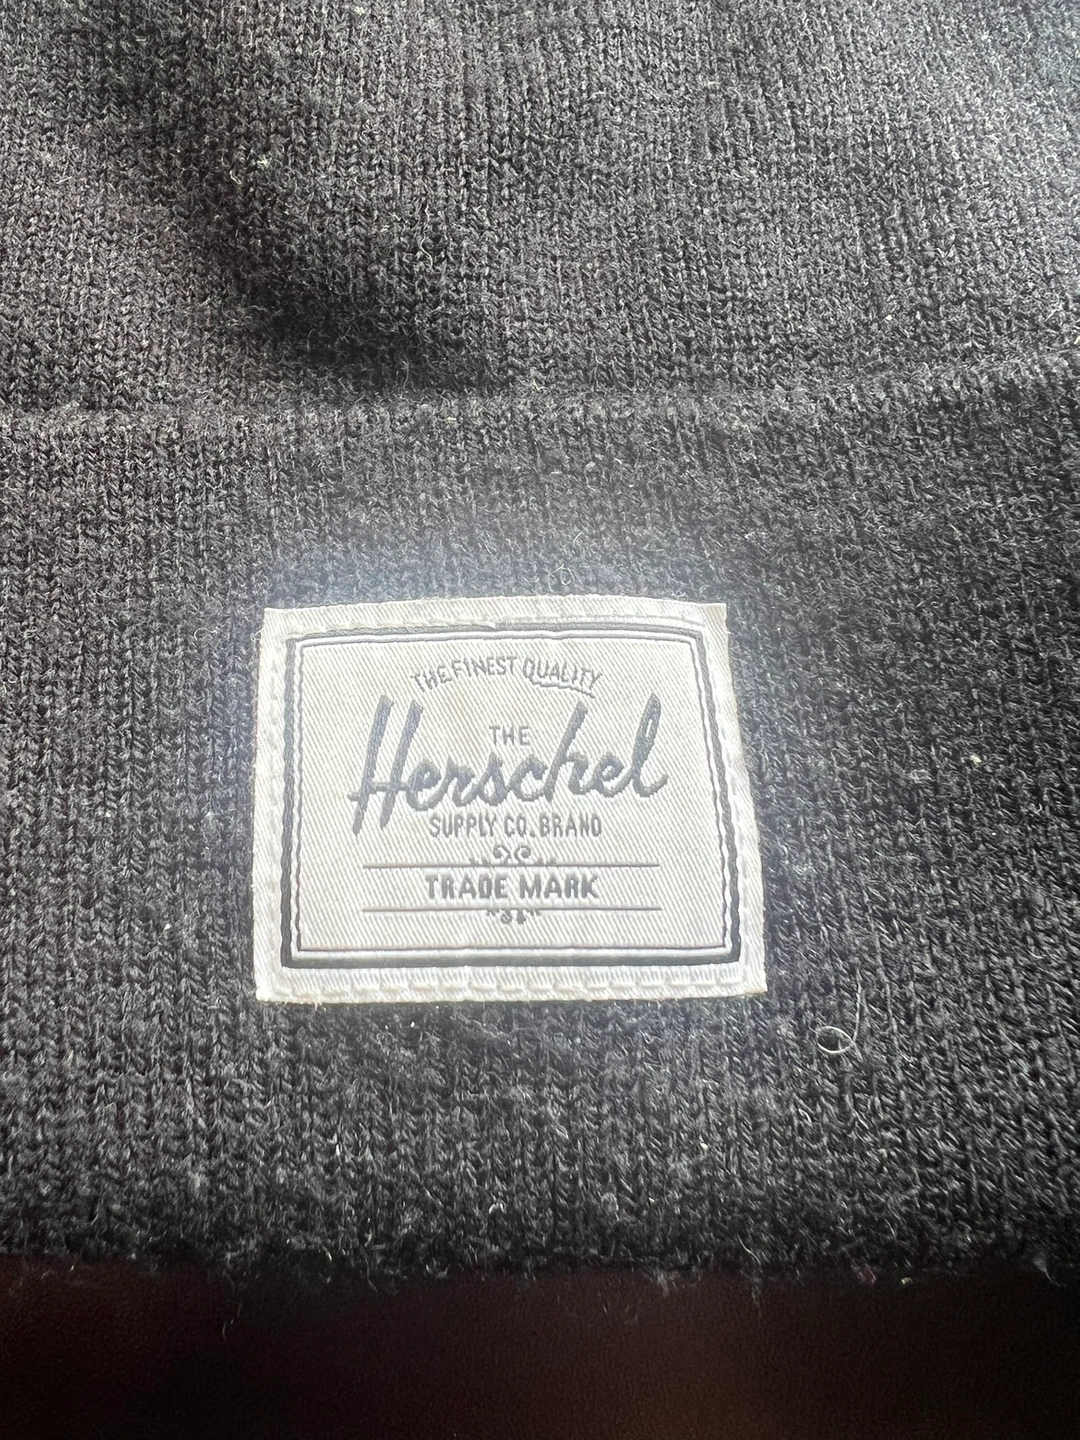 THE FINEST QUALITY
THE
Herschel
SUPPLY CO. BRAND
TRADE MARK